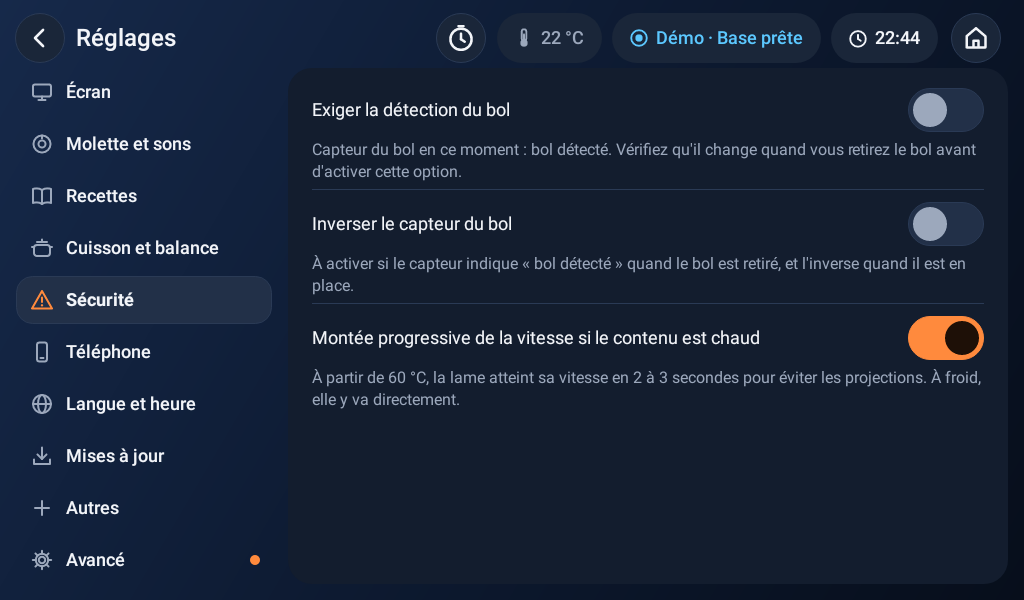 Réglages
22 °C
Démo · Base prête
22:44
Écran
Molette et sons
Recettes
Cuisson et balance
Sécurité
Téléphone
Langue et heure
Mises à jour
Autres
Avancé
Exiger la détection du bol
Capteur du bol en ce moment : bol détecté. Vérifiez qu'il change quand vous retirez le bol avant
d'activer cette option.
Inverser le capteur du bol
À activer si le capteur indique « bol détecté » quand le bol est retiré, et l'inverse quand il est en
place.
Montée progressive de la vitesse si le contenu est chaud
À partir de 60 °C, la lame atteint sa vitesse en 2 à 3 secondes pour éviter les projections. À froid,
elle y va directement.